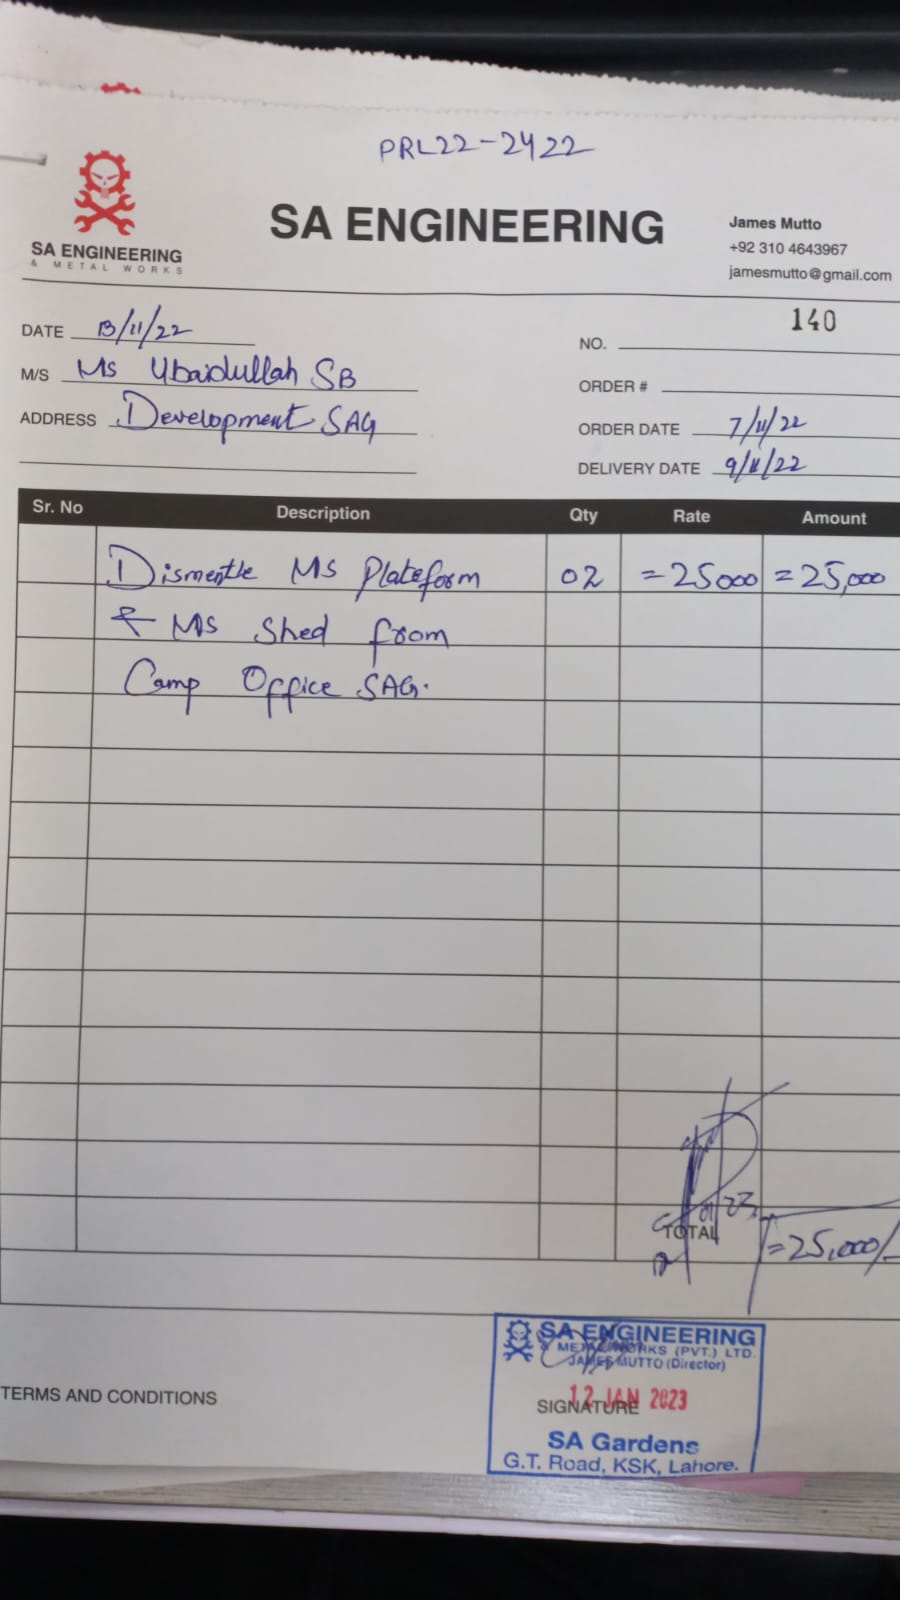 PRL22-2422
SA ENGINEERING
& METAL WORKS
SA ENGINEERING
James Mutto
+92 310 4643967
jamesmutto@gmail.com
DATE 13/11/22
M/S Ms Ubaidullah SB
ADDRESS Development SAG
NO. 140
ORDER #
ORDER DATE 7/11/22
DELIVERY DATE 9/11/22
Sr. No Description Qty Rate Amount
Dismentle MS Plateform 02 =25000 =25,000
& MS Shed from
Camp Office SAG.
TOTAL =25,000/-
TERMS AND CONDITIONS
SA ENGINEERING
& METAL WORKS (PVT.) LTD.
JAMES MUTTO (Director)
12 JAN 2023
SIGNATURE
SA Gardens
G.T. Road, KSK, Lahore.